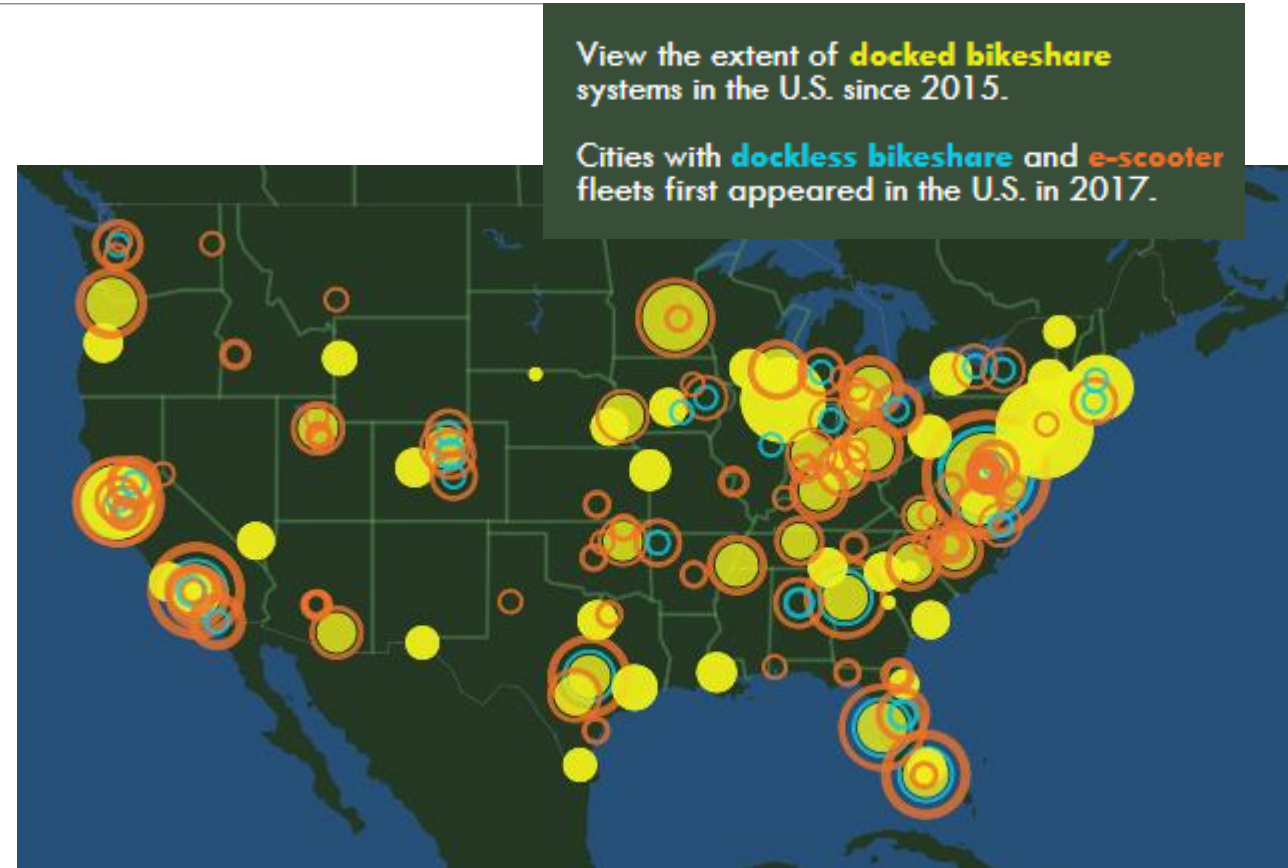 View the extent of docked bikeshare
systems in the U.S. since 2015.
Cities with dockless bikeshare and e-scooter
fleets first appeared in the U.S. in 2017.